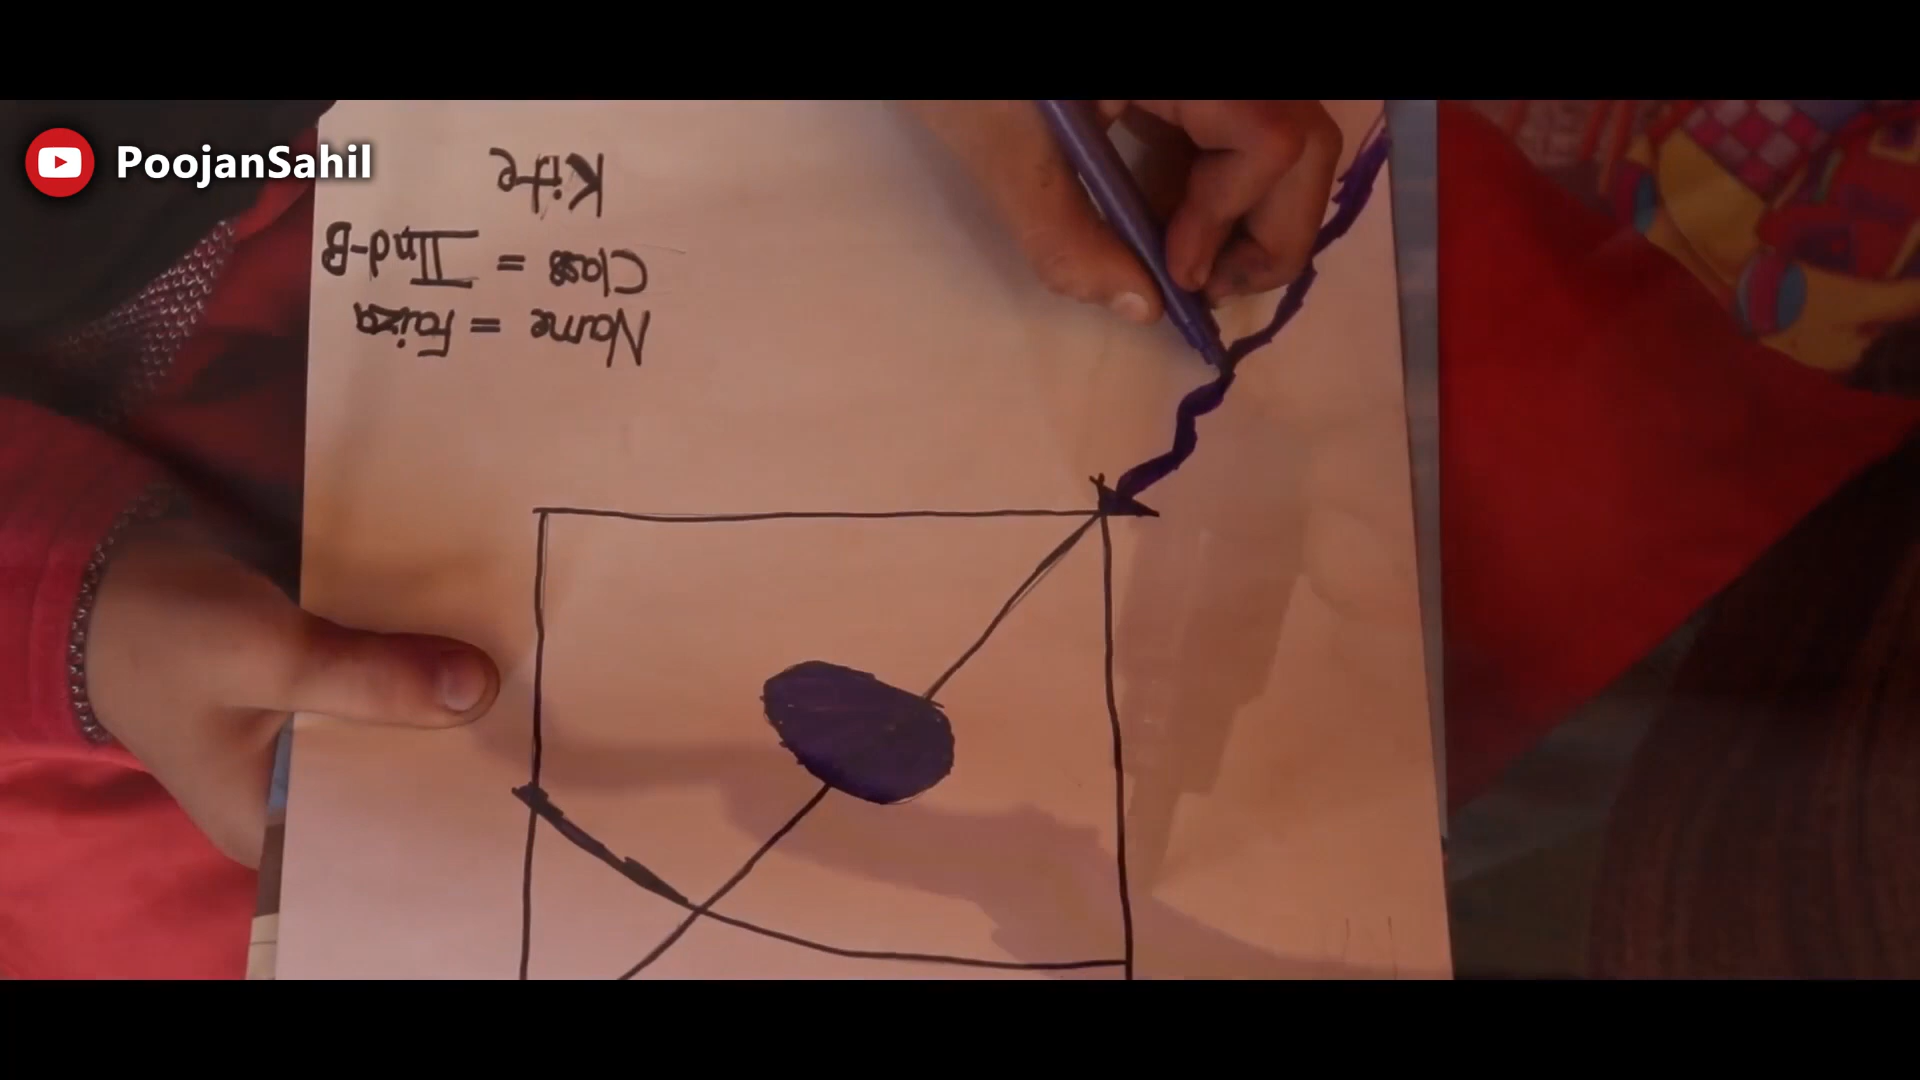 PoojanSahil
Name = Faiza
Class = IInd-B
Kite